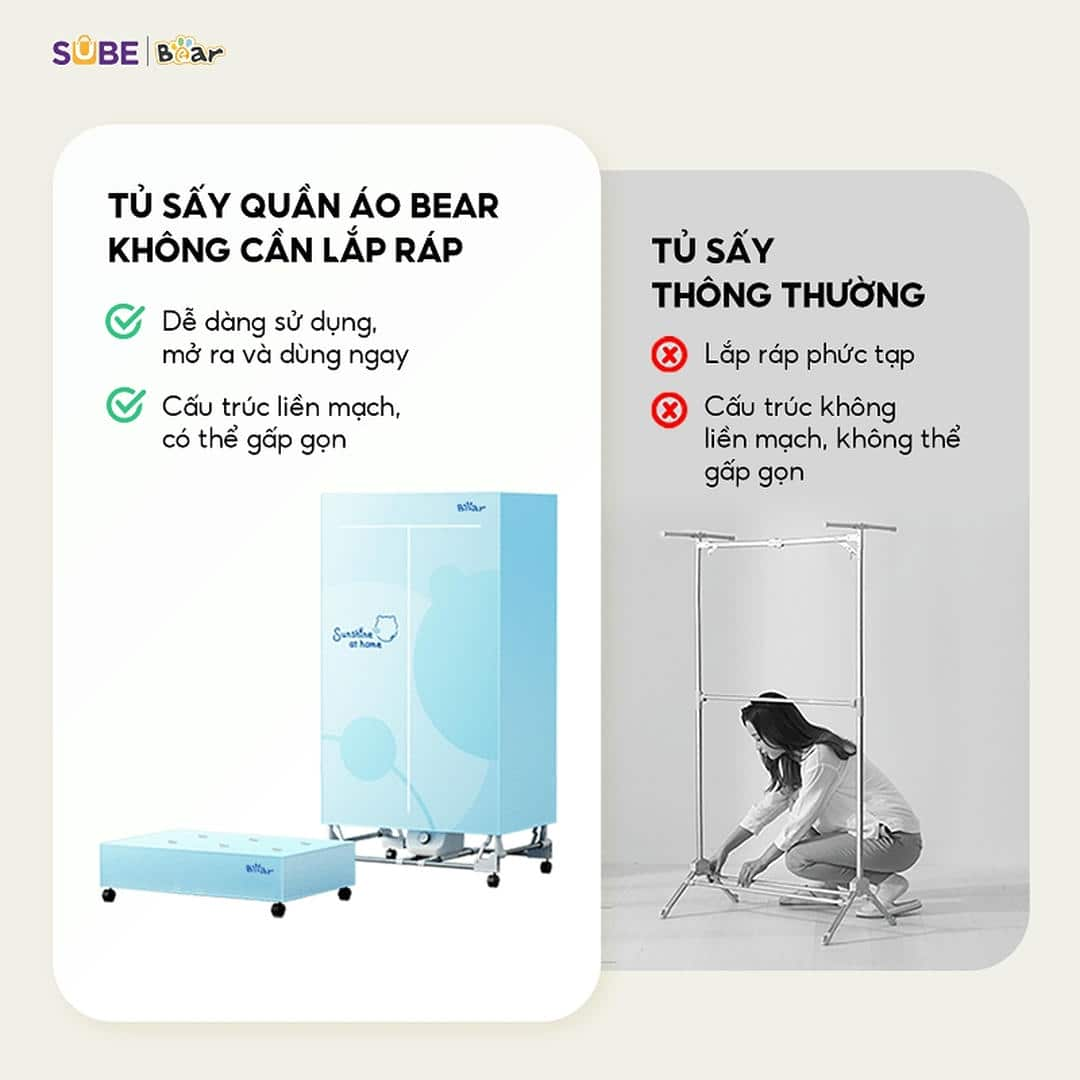 SUBE | Bear
TỦ SẤY QUẦN ÁO BEAR
KHÔNG CẦN LẮP RÁP
Dễ dàng sử dụng,
mở ra và dùng ngay
Cấu trúc liền mạch,
có thể gấp gọn
TỦ SẤY
THÔNG THƯỜNG
Lắp ráp phức tạp
Cấu trúc không
liền mạch, không thể
gấp gọn
Bear
Sunshine
at home
Bear